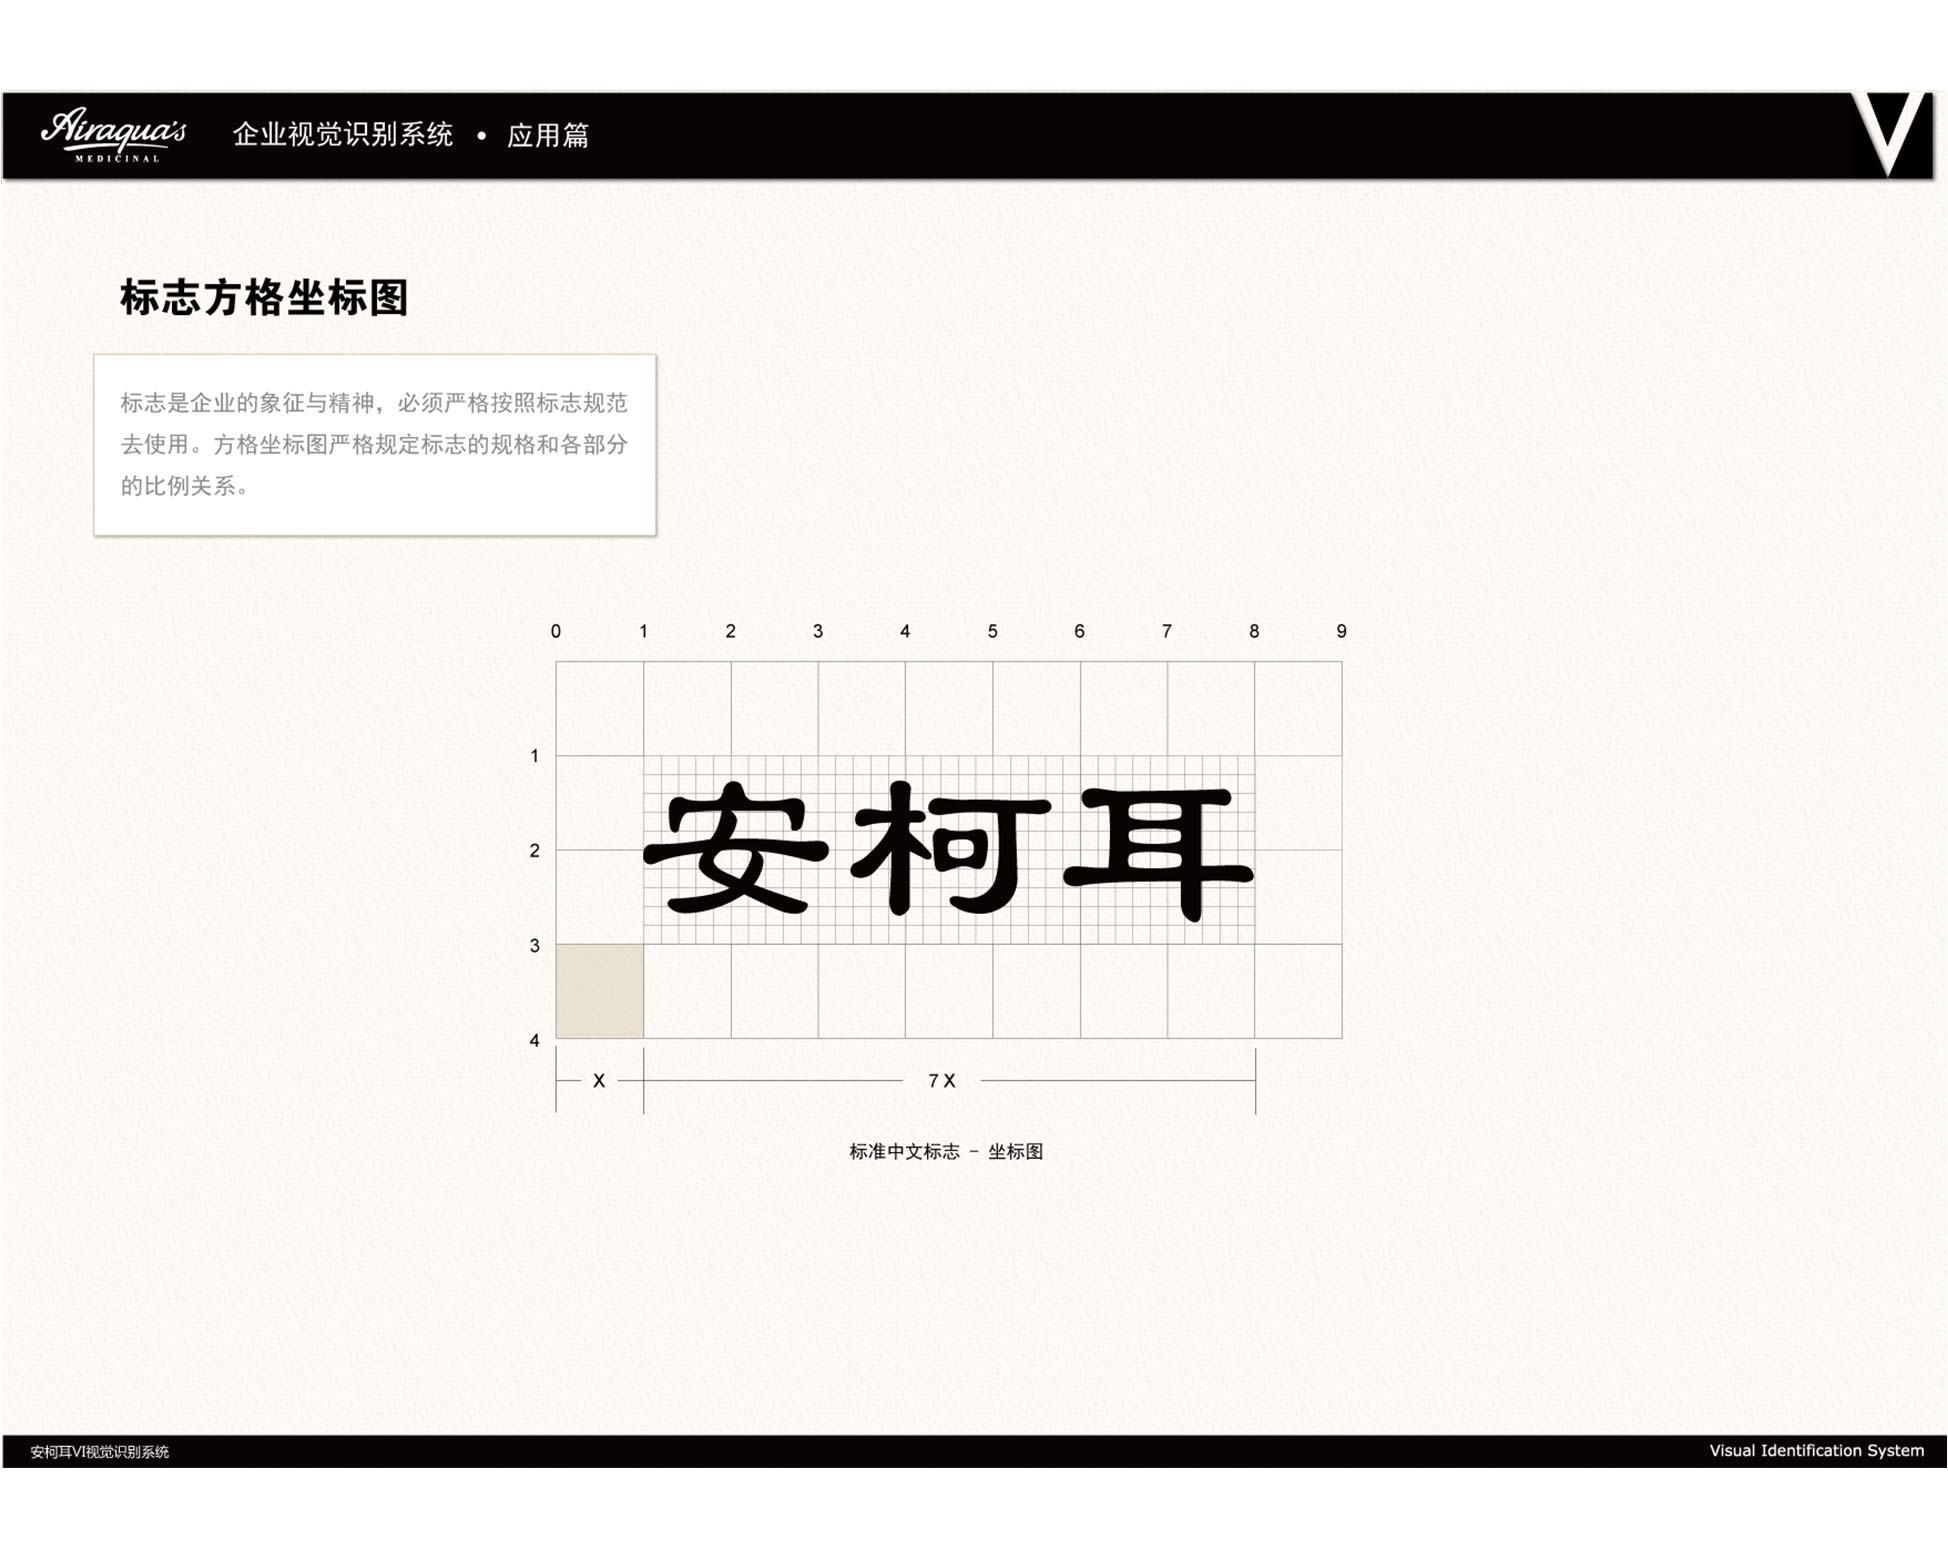 Airaqua's
MEDICINAL
企业视觉识别系统 • 应用篇
V
标志方格坐标图
标志是企业的象征与精神，必须严格按照标志规范
去使用。方格坐标图严格规定标志的规格和各部分
的比例关系。
0 1 2 3 4 5 6 7 8 9
1
2
3
4
安柯耳
X 7X
标准中文标志 - 坐标图
安柯耳VI视觉识别系统
Visual Identification System